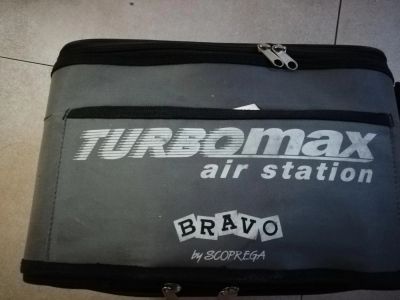 TURBOmax
air station
BRAVO
by SCOPREGA